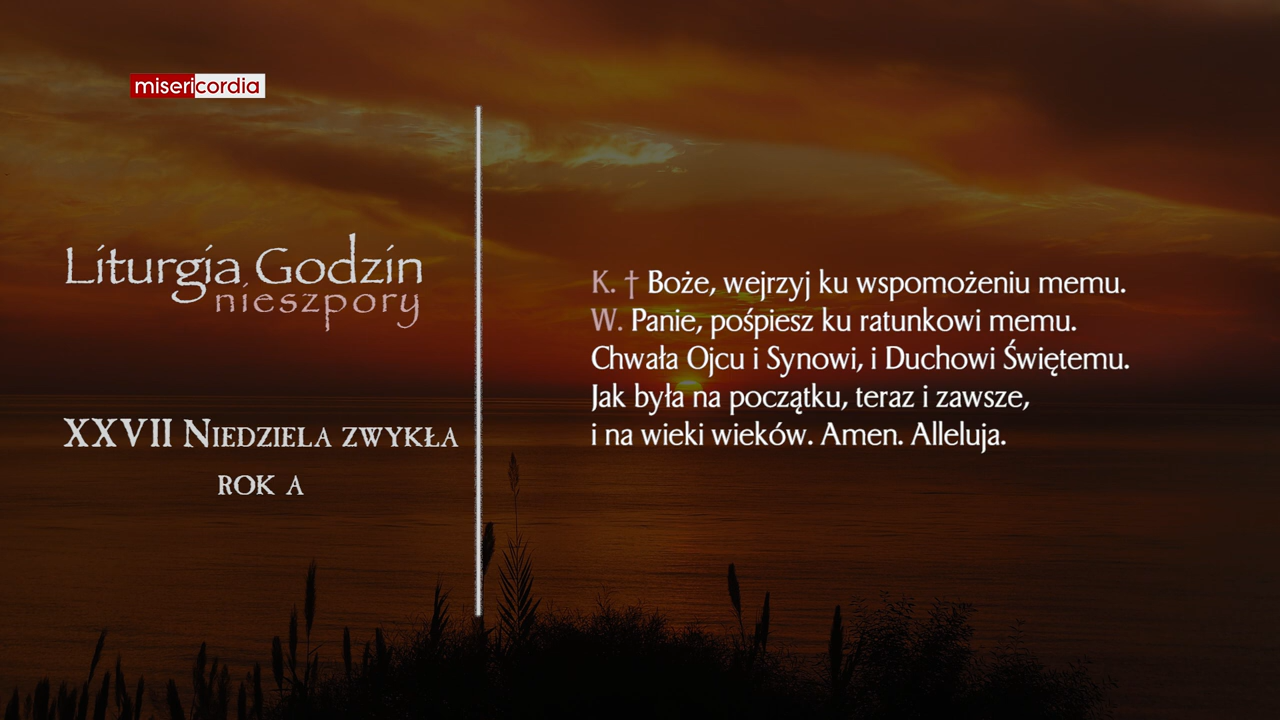 misericordia
Liturgia Godzin
nieszpory
XXVII Niedziela zwykła
rok A
K. † Boże, wejrzyj ku wspomożeniu memu.
W. Panie, pośpiesz ku ratunkowi memu.
Chwała Ojcu i Synowi, i Duchowi Świętemu.
Jak była na początku, teraz i zawsze,
i na wieki wieków. Amen. Alleluja.